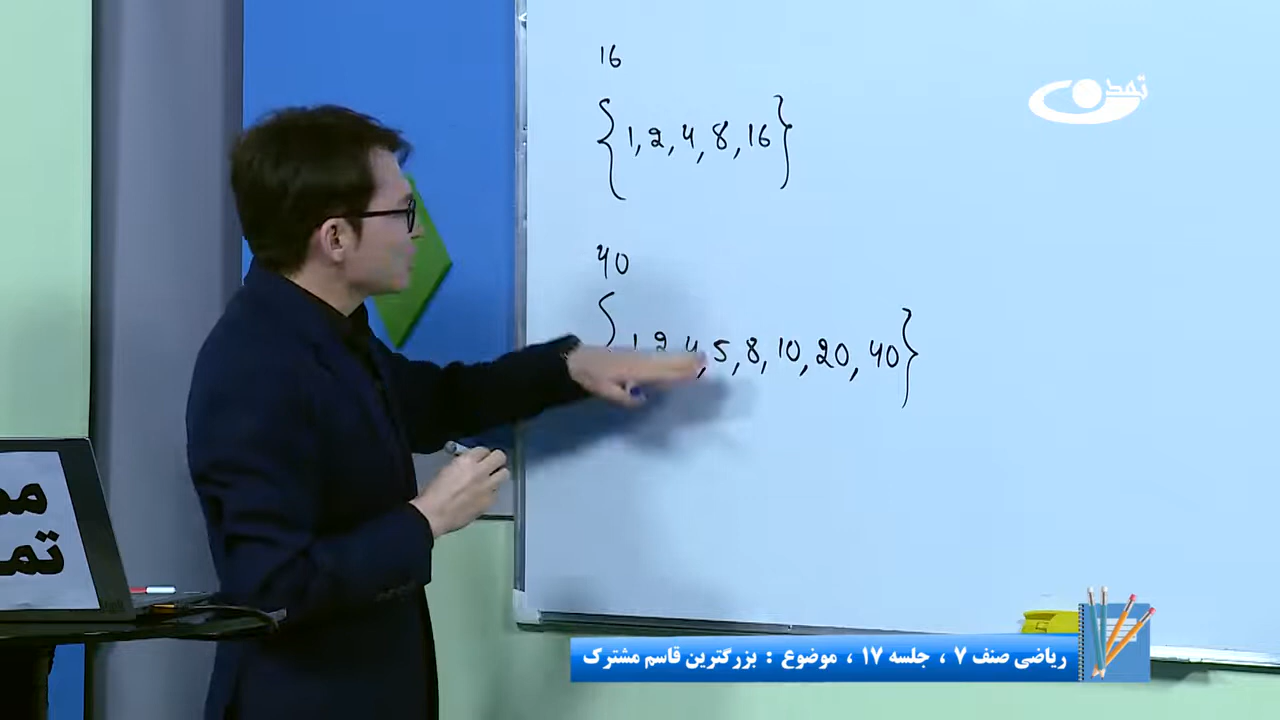 16
{1, 2, 4, 8, 16}
40
{1, 2, 4, 5, 8, 10, 20, 40}
تمدن
ریاضی صنف ۷ ، جلسه ۱۷ ، موضوع : بزرگترین قاسم مشترک